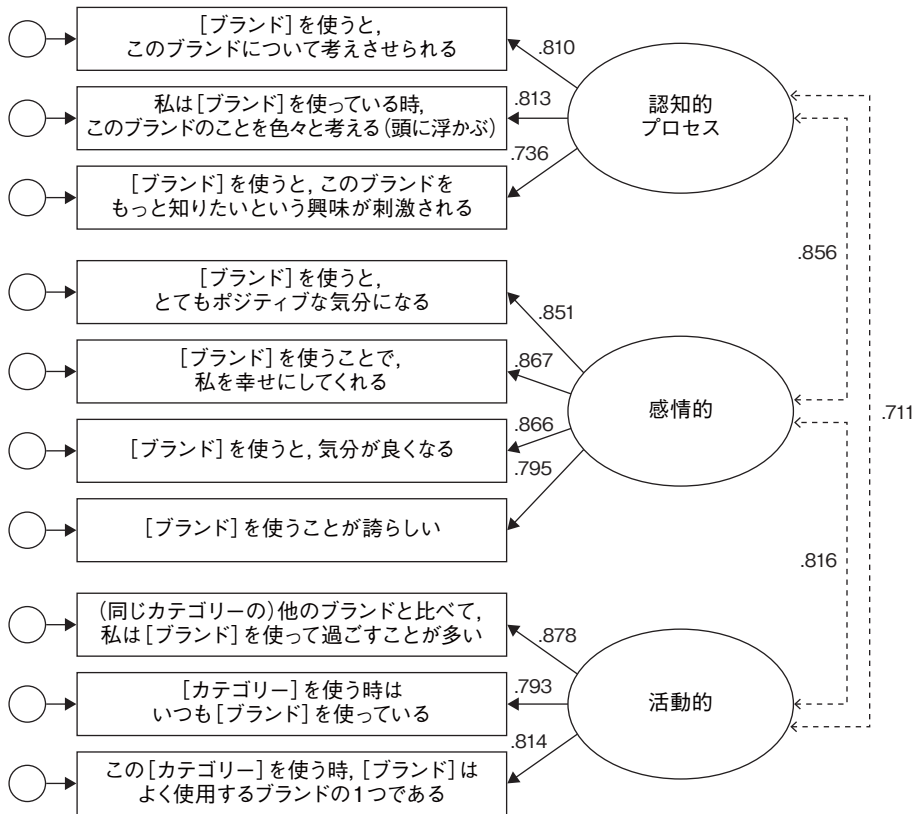 [ブランド]を使うと,
このブランドについて考えさせられる
.810
私は[ブランド]を使っている時,
このブランドのことを色々と考える(頭に浮かぶ)
.813
認知的
プロセス
.736
[ブランド]を使うと,このブランドを
もっと知りたいという興味が刺激される
.856
[ブランド]を使うと,
とてもポジティブな気分になる
.851
[ブランド]を使うことで,
私を幸せにしてくれる
.867
感情的
.711
.866
[ブランド]を使うと,気分が良くなる
.795
[ブランド]を使うことが誇らしい
.816
(同じカテゴリーの)他のブランドと比べて,
私は[ブランド]を使って過ごすことが多い
.878
[カテゴリー]を使う時は
いつも[ブランド]を使っている
.793
活動的
.814
この[カテゴリー]を使う時,[ブランド]は
よく使用するブランドの1つである